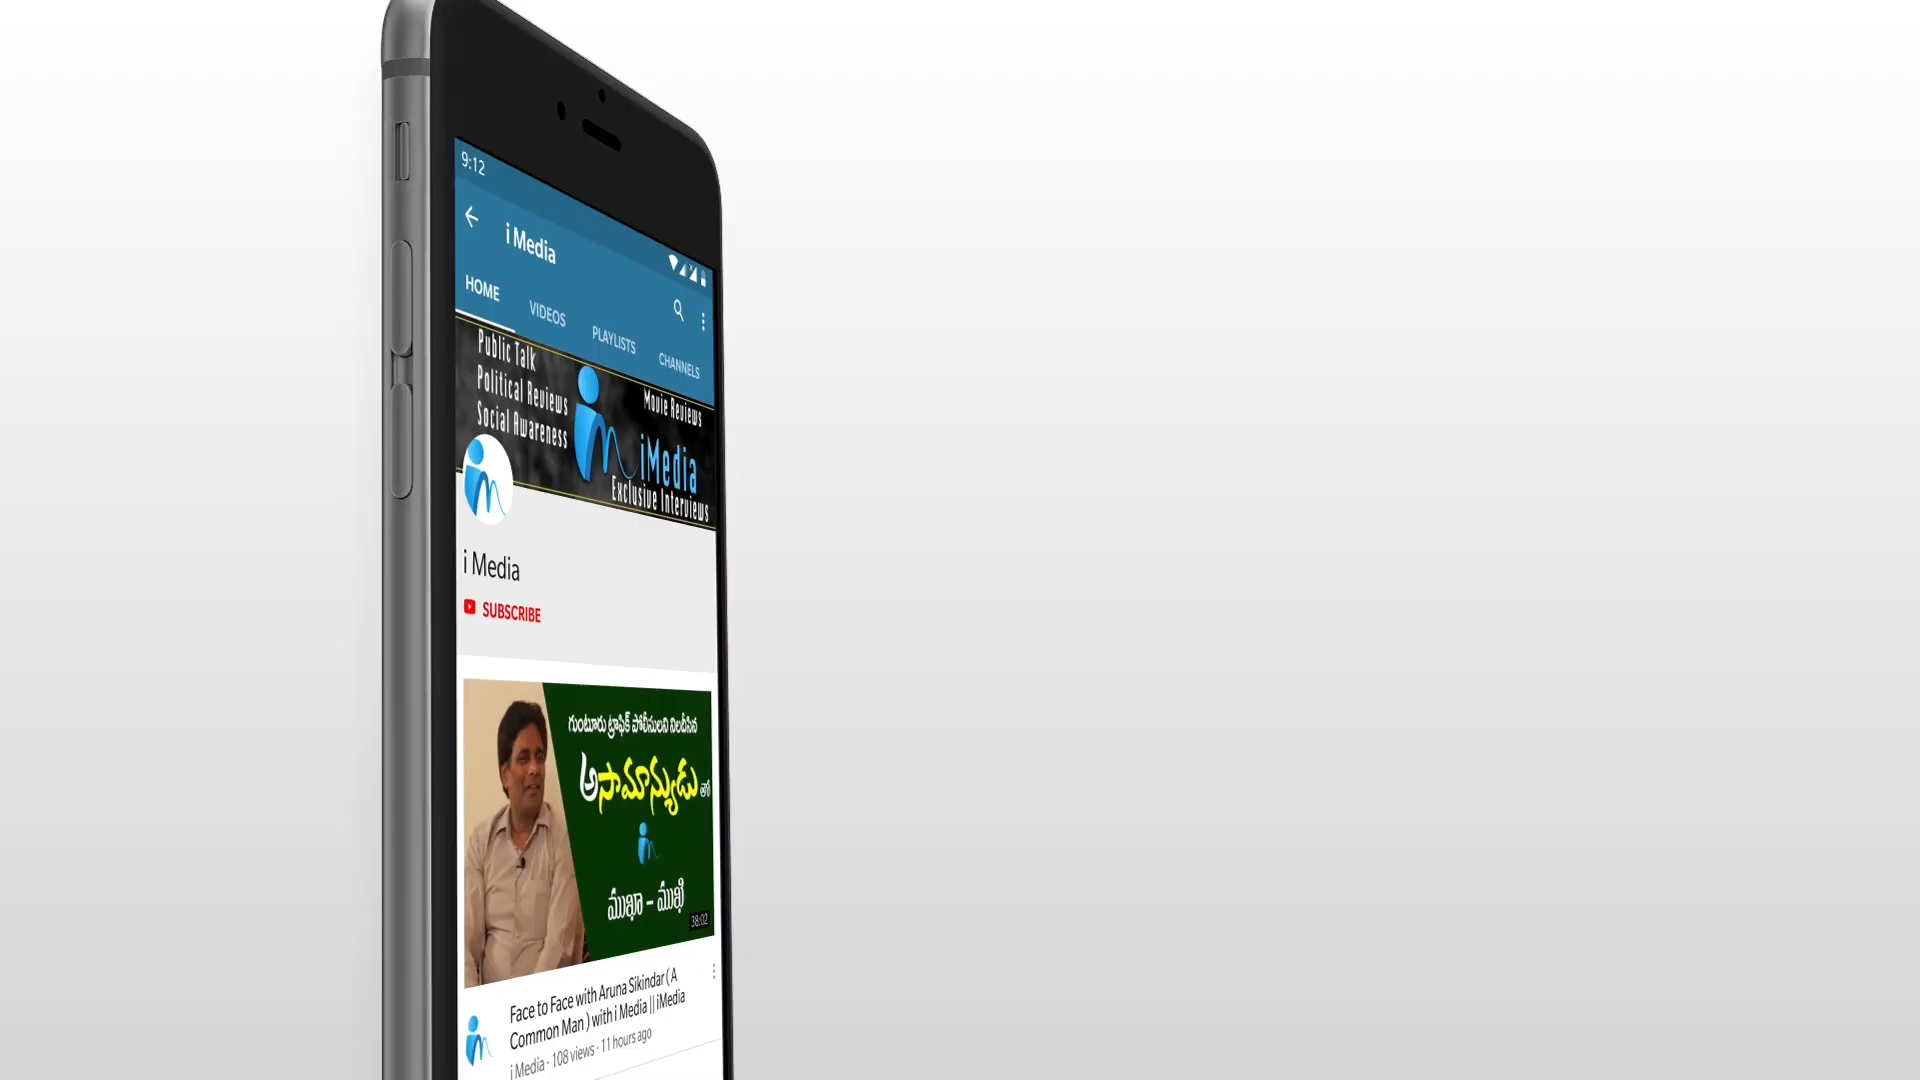 9:12
i Media
HOME
VIDEOS
PLAYLISTS
CHANNELS
Public Talk
Political Reviews
Social Awareness
Movie Reviews
iMedia
Exclusive Interviews
i Media
SUBSCRIBE
గుంటూరు ట్రాఫిక్ పోలీసులని నిలదీసిన
అసామాన్యుడు తో
ముఖా - ముఖి
38:02
Face to Face with Aruna Sikindar ( A
Common Man ) with i Media || iMedia
i Media · 108 views · 11 hours ago